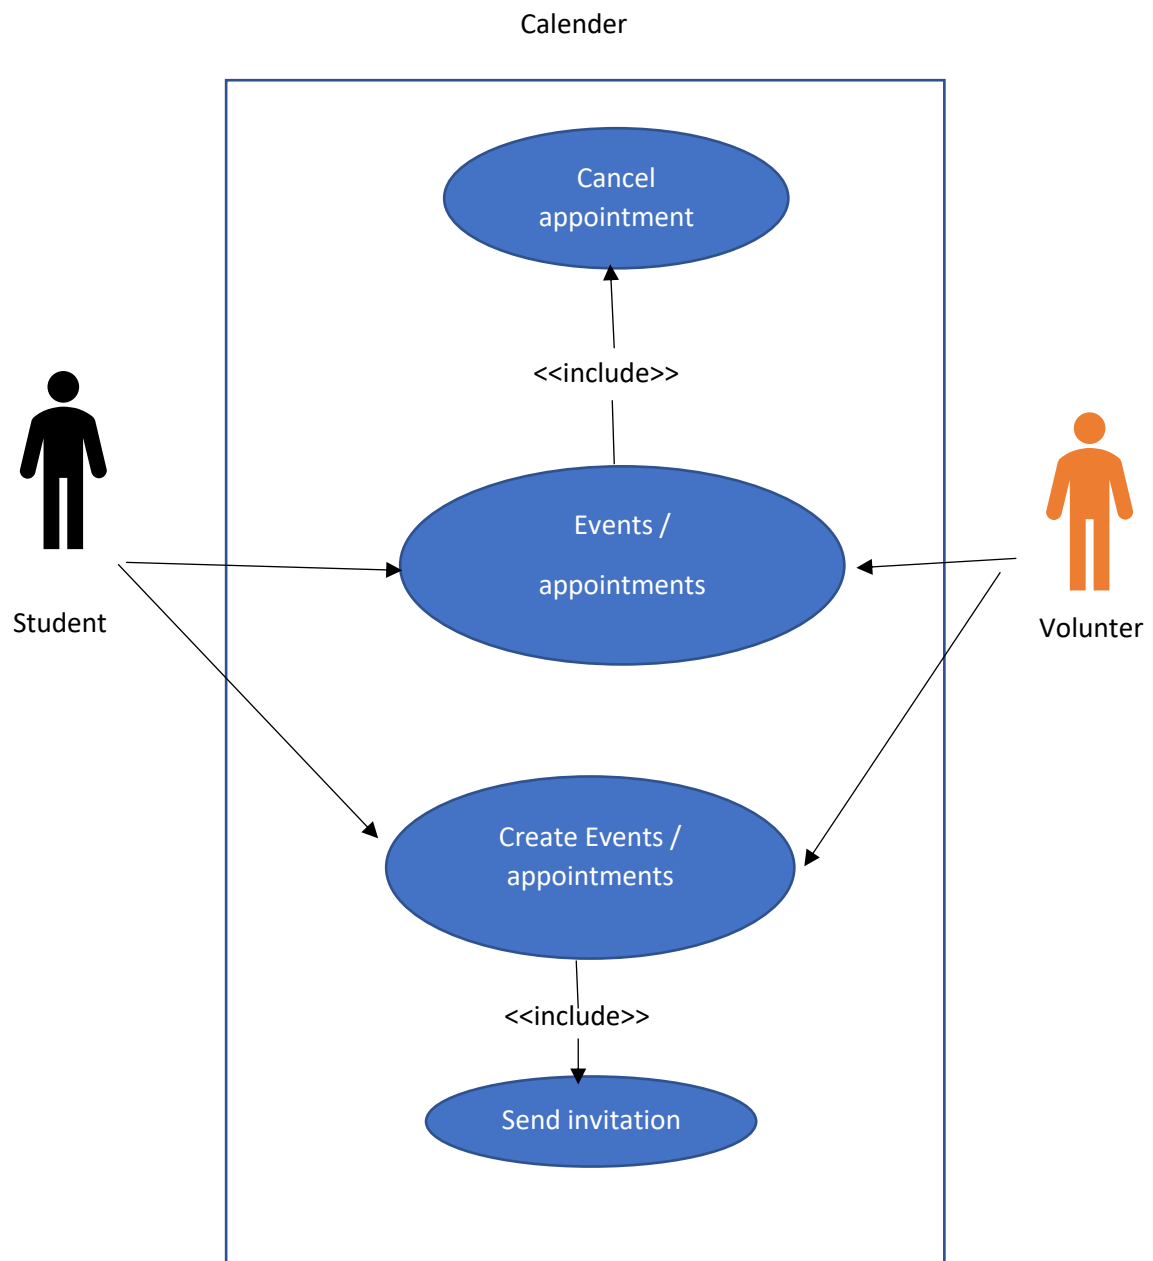 Calender
Cancel
appointment
<<include>>
Events /
appointments
Student
Volunter
Create Events /
appointments
<<include>>
Send invitation